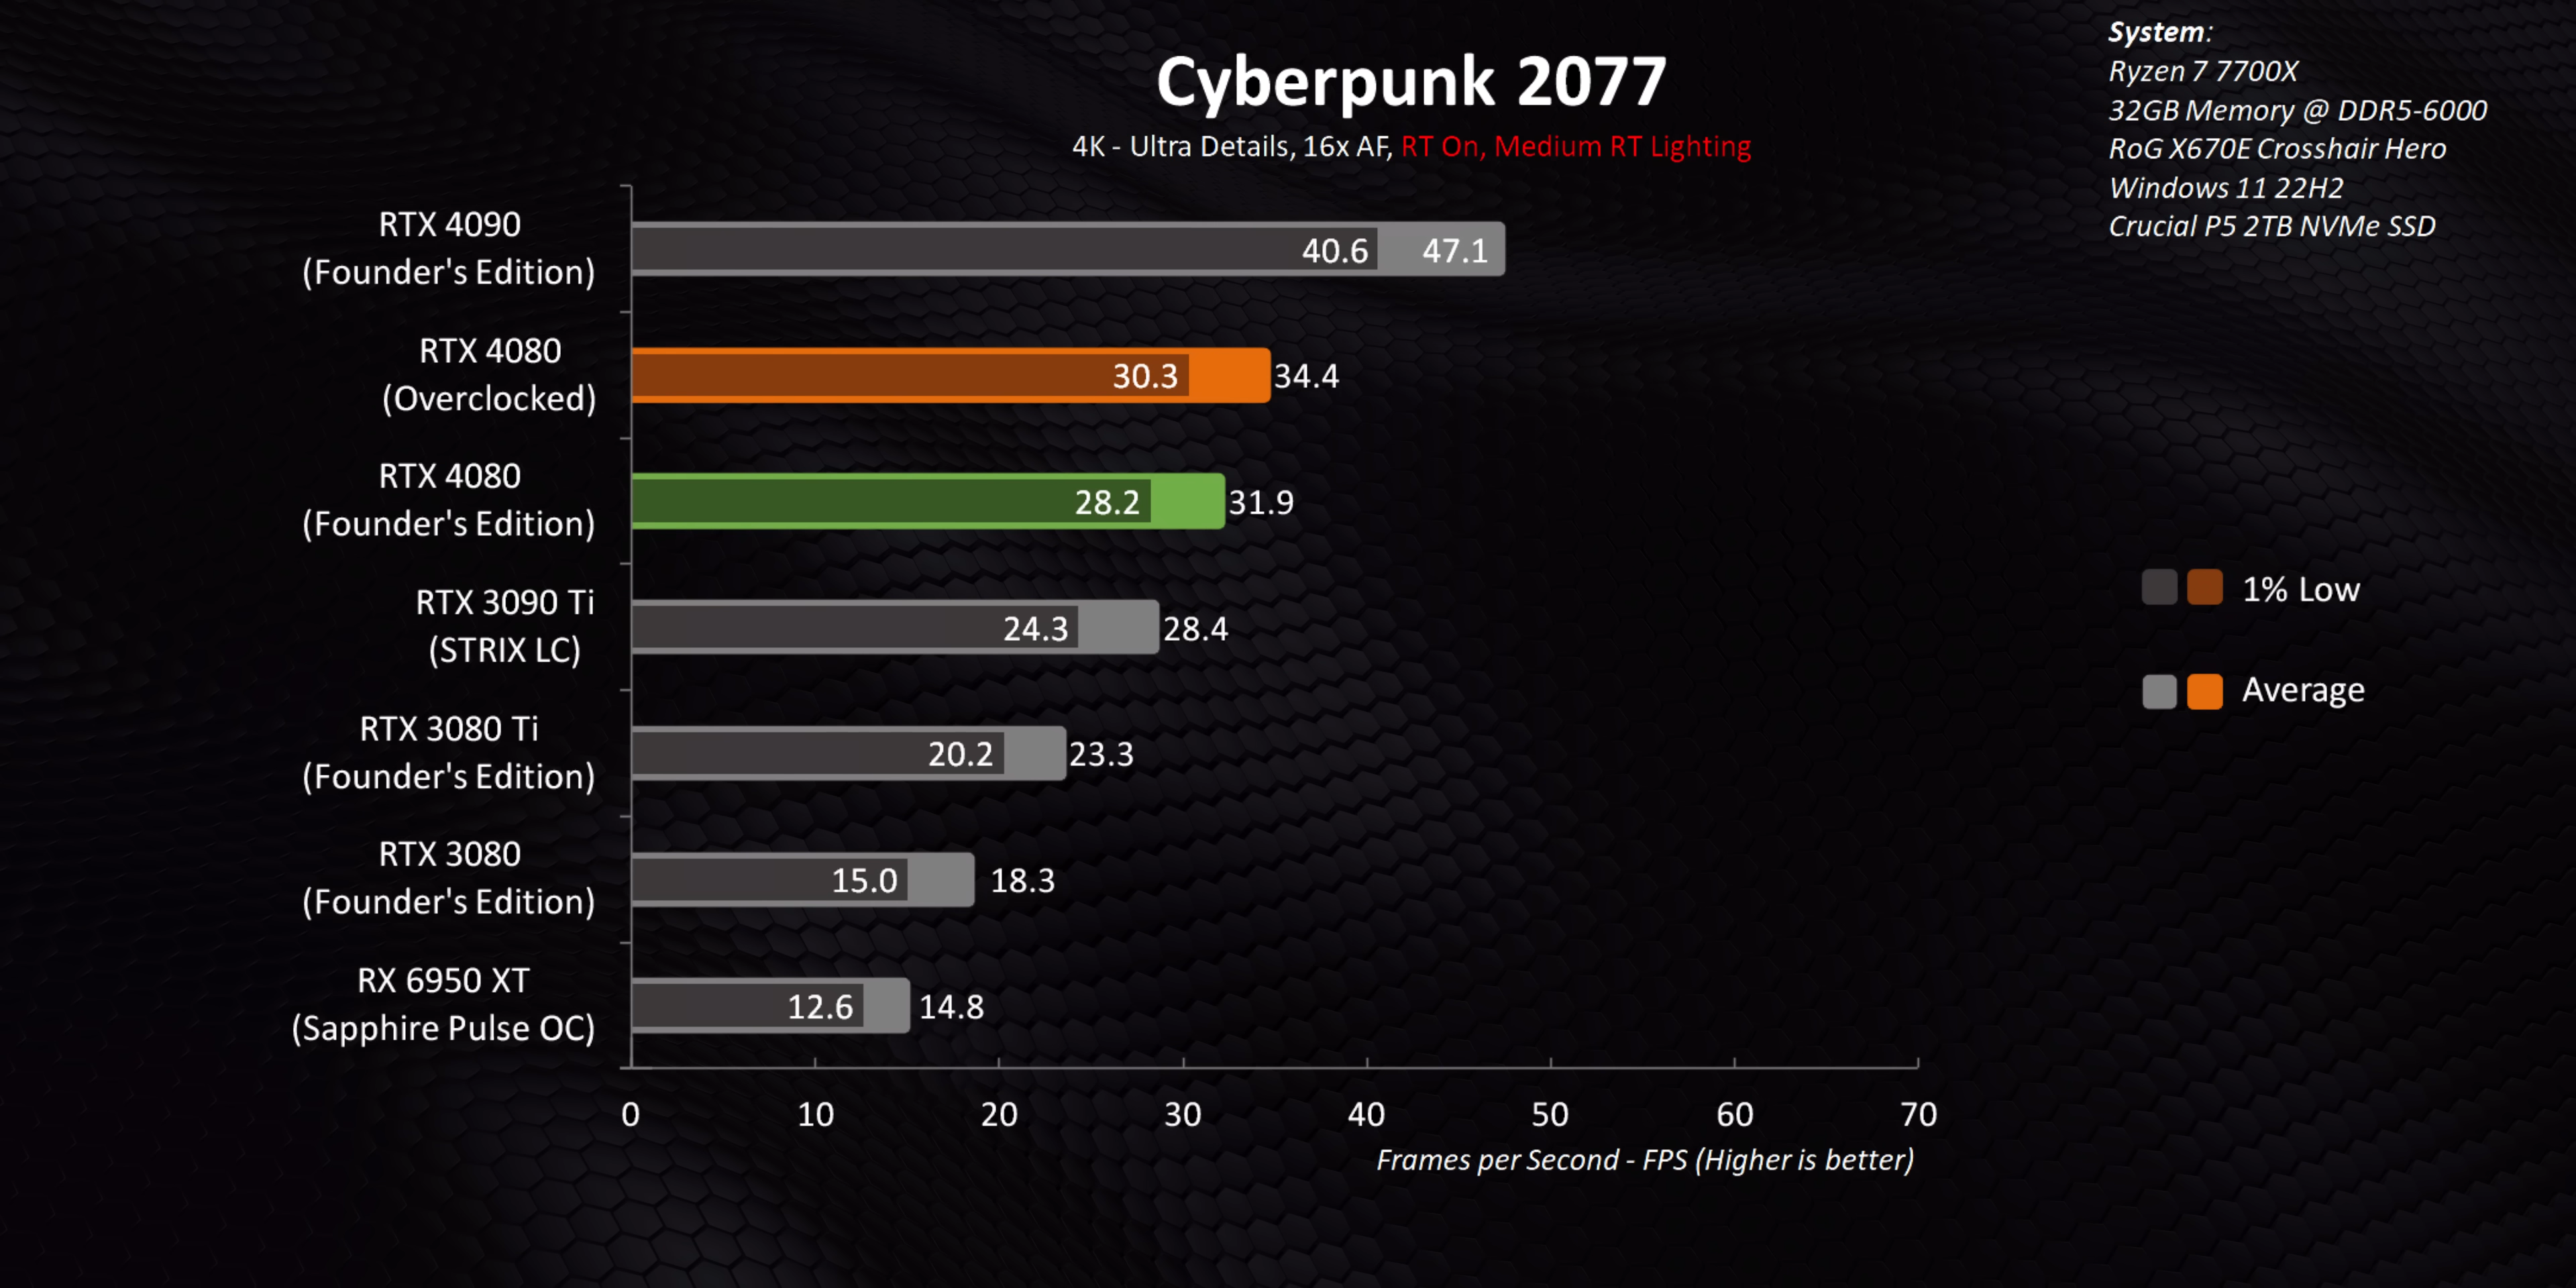 Cyberpunk 2077
4K - Ultra Details, 16x AF, RT On, Medium RT Lighting
System:
Ryzen 7 7700X
32GB Memory @ DDR5-6000
RoG X670E Crosshair Hero
Windows 11 22H2
Crucial P5 2TB NVMe SSD
RTX 4090
(Founder's Edition)
40.6 47.1
RTX 4080
(Overclocked)
30.3 34.4
RTX 4080
(Founder's Edition)
28.2 31.9
RTX 3090 Ti
(STRIX LC)
24.3 28.4
RTX 3080 Ti
(Founder's Edition)
20.2 23.3
RTX 3080
(Founder's Edition)
15.0 18.3
RX 6950 XT
(Sapphire Pulse OC)
12.6 14.8
1% Low
Average
0 10 20 30 40 50 60 70
Frames per Second - FPS (Higher is better)